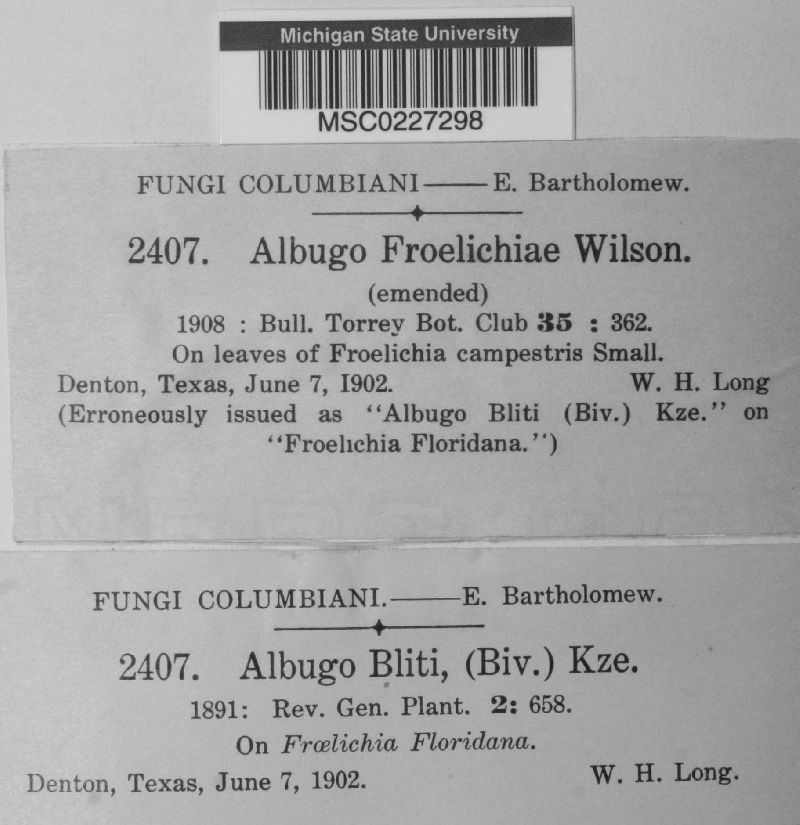 Michigan State University
MSC0227298
FUNGI COLUMBIANI——E. Bartholomew.
2407. Albugo Froelichiae Wilson.
(emended)
1908 : Bull. Torrey Bot. Club 35 : 362.
On leaves of Froelichia campestris Small.
Denton, Texas, June 7, I902. W. H. Long
(Erroneously issued as “Albugo Bliti (Biv.) Kze.” on
“Froelichia Floridana.”)
FUNGI COLUMBIANI.——E. Bartholomew.
2407. Albugo Bliti, (Biv.) Kze.
1891: Rev. Gen. Plant. 2: 658.
On Frœlichia Floridana.
Denton, Texas, June 7, 1902. W. H. Long.